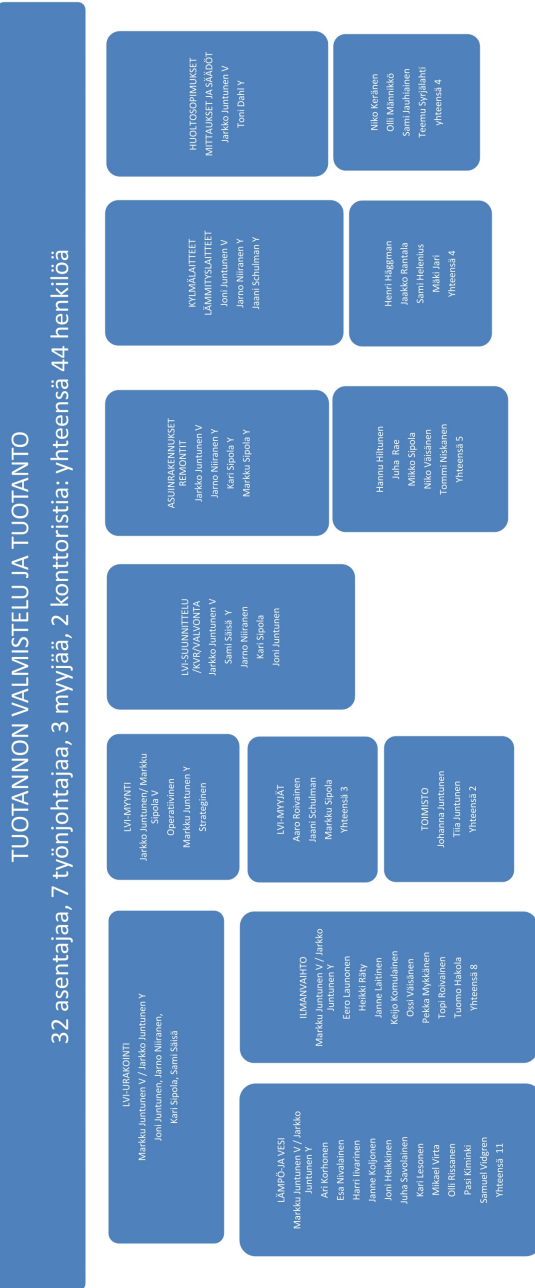 TUOTANNON VALMISTELU JA TUOTANTO
32 asentajaa, 7 työnjohtajaa, 3 myyjää, 2 konttoristia: yhteensä 44 henkilöä
LVI-URAKOINTI
Markku Juntunen V / Jarkko Juntunen Y
Joni Juntunen, Jarno Niiranen,
Kari Sipola, Sami Säisä
LÄMPÖ-JA VESI
Markku Juntunen V / Jarkko
Juntunen Y
Ari Korhonen
Esa Nivalainen
Harri Iivarinen
Janne Koljonen
Joni Heikkinen
Juha Savolainen
Kari Lesonen
Mikael Virta
Olli Rissanen
Pasi Kiminki
Samuel Vidgren
Yhteensä 11
ILMANVAIHTO
Markku Juntunen V / Jarkko
Juntunen Y
Eero Launonen
Heikki Räty
Janne Laitinen
Keijo Komulainen
Ossi Väisänen
Pekka Mykkänen
Topi Roivainen
Tuomo Hakola
Yhteensä 8
LVI-MYYNTI
Jarkko Juntunen/ Markku
Sipola V
Operatiivinen
Markku Juntunen Y
Strateginen
LVI-MYYJÄT
Aaro Roivainen
Jaani Schulman
Markku Sipola
Yhteensä 3
TOIMISTO
Johanna Juntunen
Tiia Juntunen
Yhteensä 2
LVI-SUUNNITTELU
/KVR/VALVONTA
Jarkko Juntunen V
Sami Säisä Y
Jarno Niiranen
Kari Sipola
Joni Juntunen
ASUINRAKENNUKSET
REMONTIT
Jarkko Juntunen V
Jarno Niiranen Y
Kari Sipola Y
Markku Sipola Y
Hannu Hiltunen
Juha Rae
Mikko Sipola
Niko Väisänen
Tommi Niskanen
Yhteensä 5
KYLMÄLAITTEET
LÄMMITYSLAITTEET
Joni Juntunen V
Jarno Niiranen Y
Jaani Schulman Y
Henri Häggman
Jaakko Rantala
Sami Helenius
Mäki Jari
Yhteensä 4
HUOLTOSOPIMUKSET
MITTAUKSET JA SÄÄDÖT
Jarkko Juntunen V
Toni Dahl Y
Niko Keränen
Olli Männikkö
Sami Jauhiainen
Teemu Syrjälahti
yhteensä 4